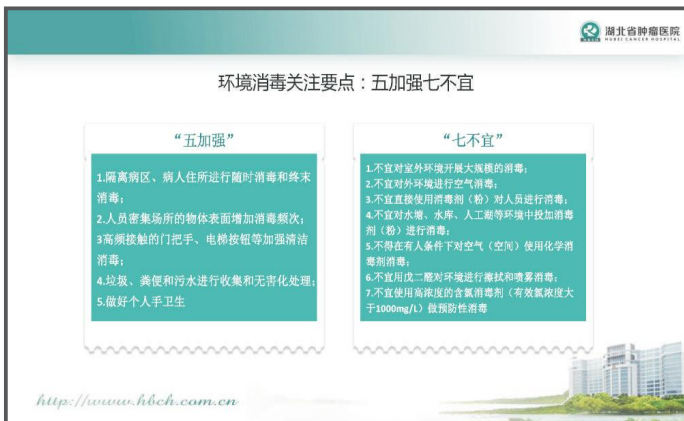 湖北省肿瘤医院
HUBEI CANCER HOSPITAL
环境消毒关注要点：五加强七不宜
“五加强”
1.隔离病区、病人住所进行随时消毒和终末
消毒；
2.人员密集场所的物体表面增加消毒频次；
3高频接触的门把手、电梯按钮等加强清洁
消毒；
4.垃圾、粪便和污水进行收集和无害化处理；
5.做好个人手卫生
“七不宜”
1.不宜对室外环境开展大规模的消毒；
2.不宜对外环境进行空气消毒；
3.不宜直接使用消毒剂（粉）对人员进行消毒；
4.不宜对水塘、水库、人工湖等环境中投加消毒
剂（粉）进行消毒；
5.不得在有人条件下对空气（空间）使用化学消
毒剂消毒；
6.不宜用戊二醛对环境进行擦拭和喷雾消毒；
7.不宜使用高浓度的含氯消毒剂（有效氯浓度大
于1000mg/L）做预防性消毒
http://www.hbch.com.cn